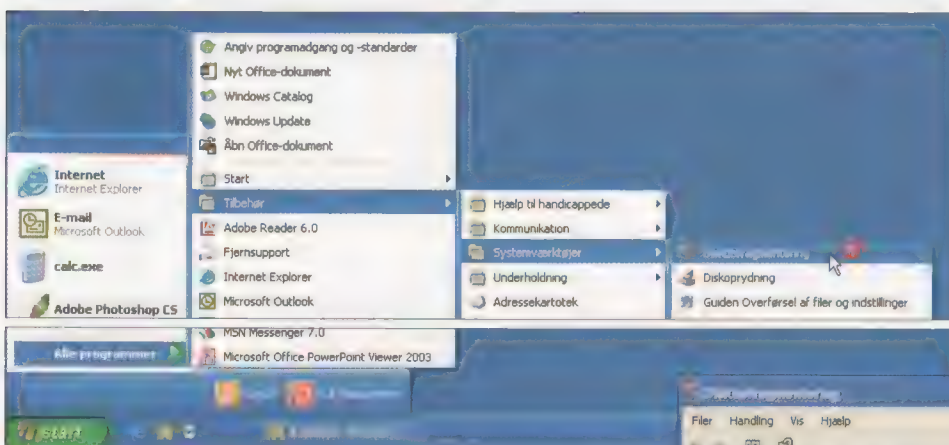 Angiv programadgang og -standarder
Nyt Office-dokument
Windows Catalog
Windows Update
Åbn Office-dokument
Internet
Internet Explorer
E-mail
Microsoft Outlook
calc.exe
Adobe Photoshop CS
Start
Tilbehør
Adobe Reader 6.0
Fjernsupport
Internet Explorer
Microsoft Outlook
MSN Messenger 7.0
Microsoft Office PowerPoint Viewer 2003
Hjælp til handicappede
Kommunikation
Systemværktøjer
Underholdning
Adressekartotek
Diskoprydning
Guiden Overførsel af filer og indstillinger
Alle programmer
start
Filer Handling Vis Hjælp